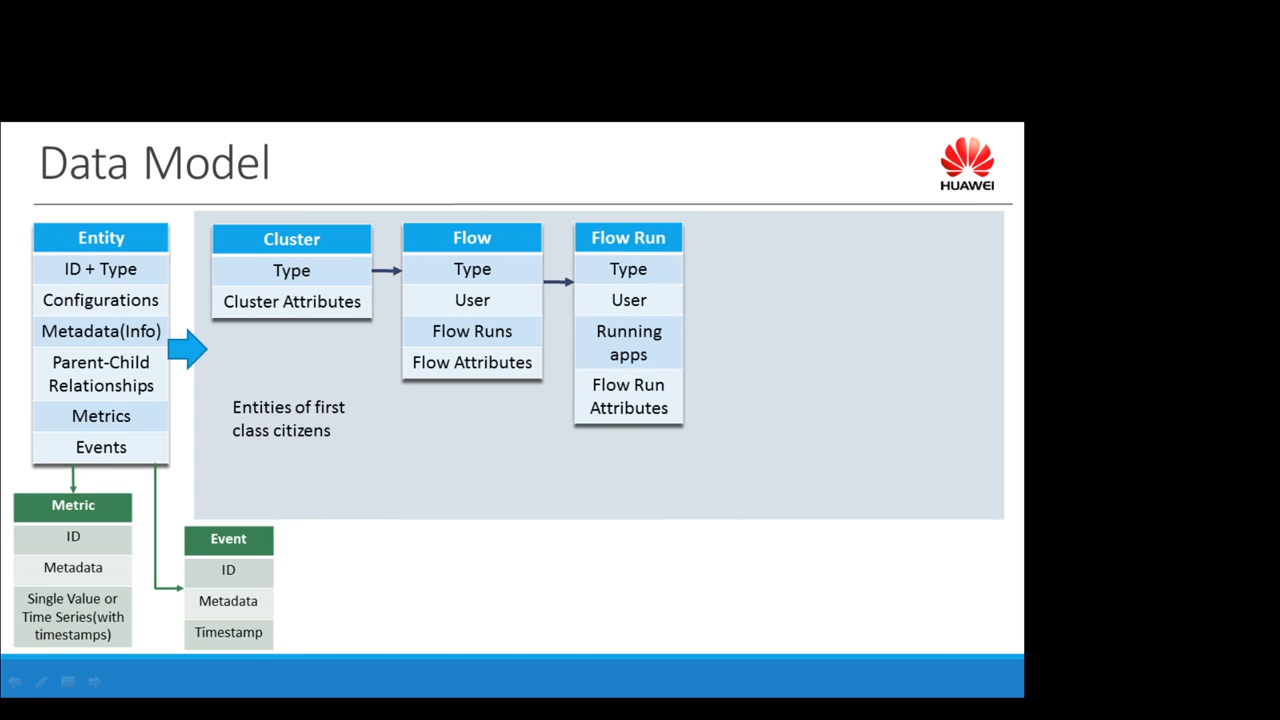 Data Model
HUAWEI
Entity
ID + Type
Configurations
Metadata(Info)
Parent-Child
Relationships
Metrics
Events
Cluster
Type
Cluster Attributes
Flow
Type
User
Flow Runs
Flow Attributes
Flow Run
Type
User
Running
apps
Flow Run
Attributes
Entities of first
class citizens
Metric
ID
Metadata
Single Value or
Time Series(with
timestamps)
Event
ID
Metadata
Timestamp